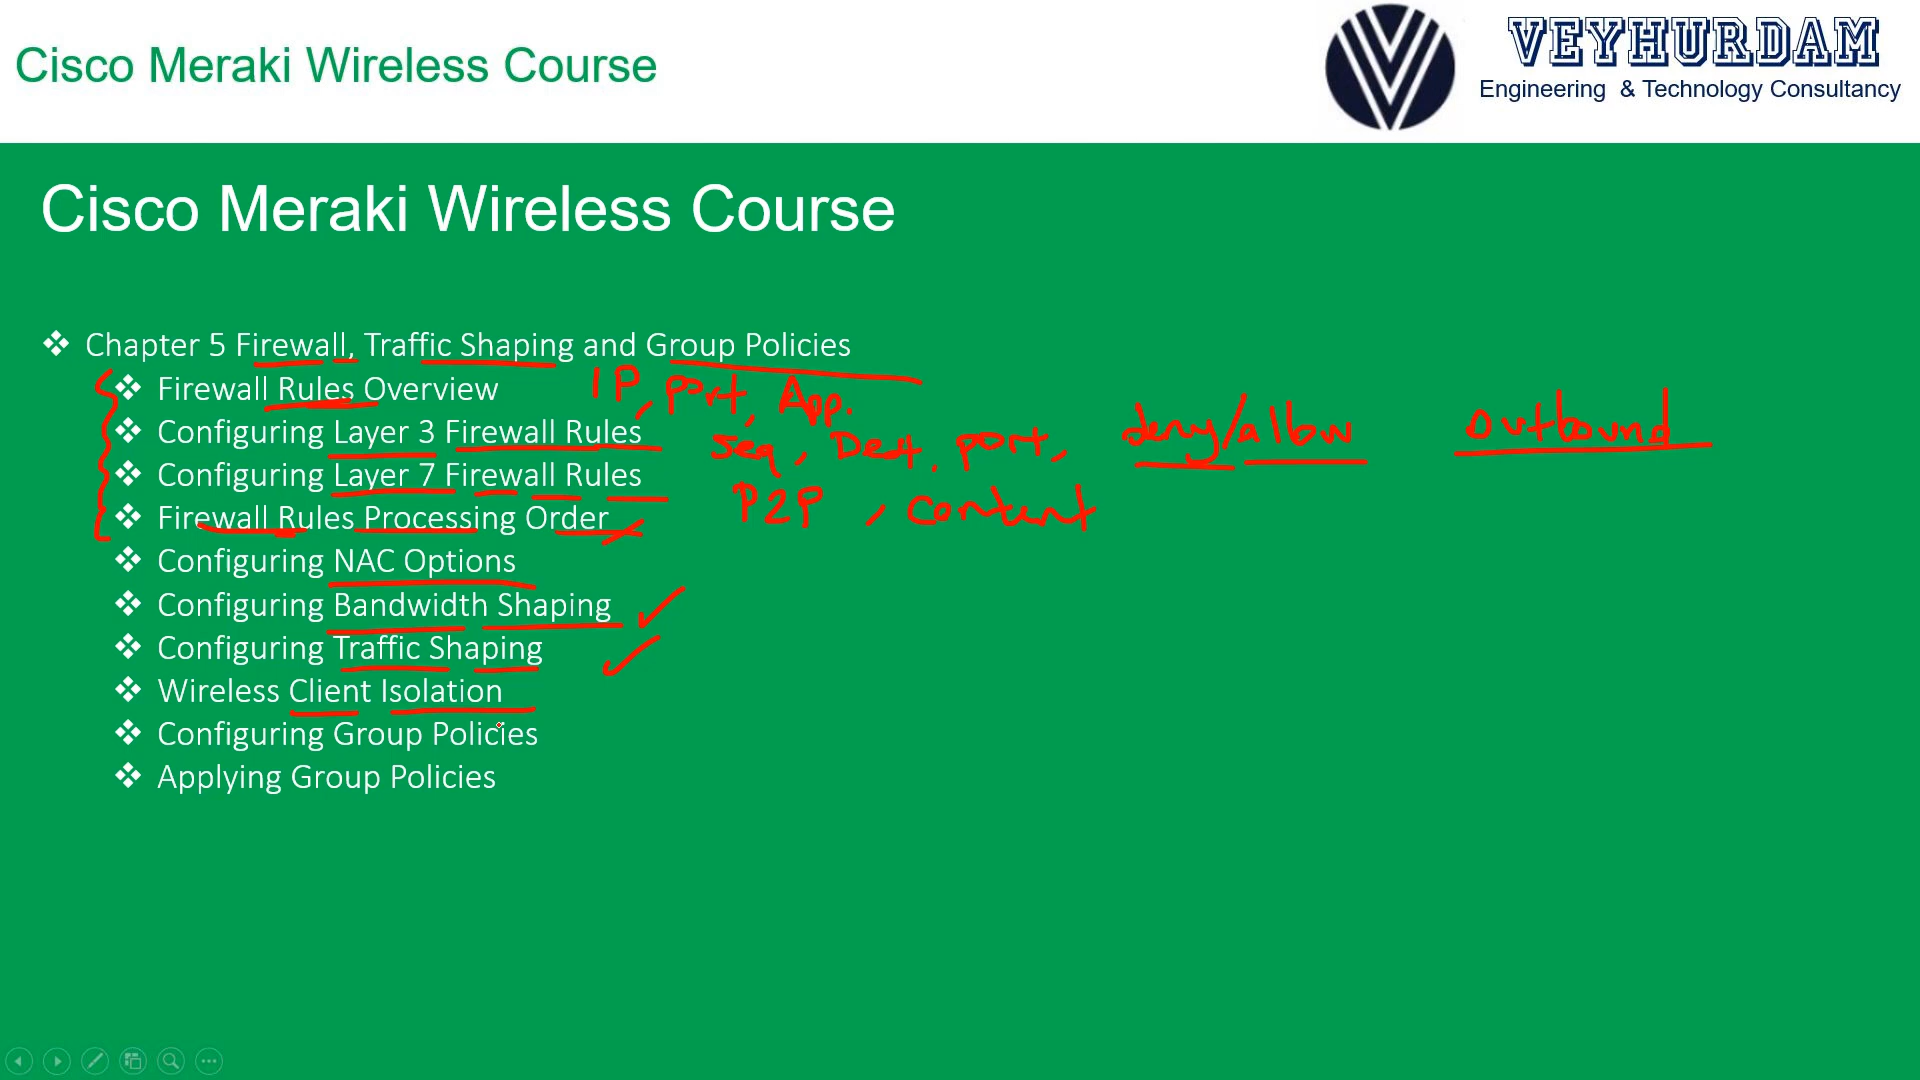 Cisco Meraki Wireless Course
VEYHURDAM
Engineering & Technology Consultancy
Cisco Meraki Wireless Course
Chapter 5 Firewall, Traffic Shaping and Group Policies
Firewall Rules Overview
IP, port, App.
Configuring Layer 3 Firewall Rules
Seq, Dest. port, deny/allow outbound
Configuring Layer 7 Firewall Rules
P2P, content
Firewall Rules Processing Order
Configuring NAC Options
Configuring Bandwidth Shaping
Configuring Traffic Shaping
Wireless Client Isolation
Configuring Group Policies
Applying Group Policies